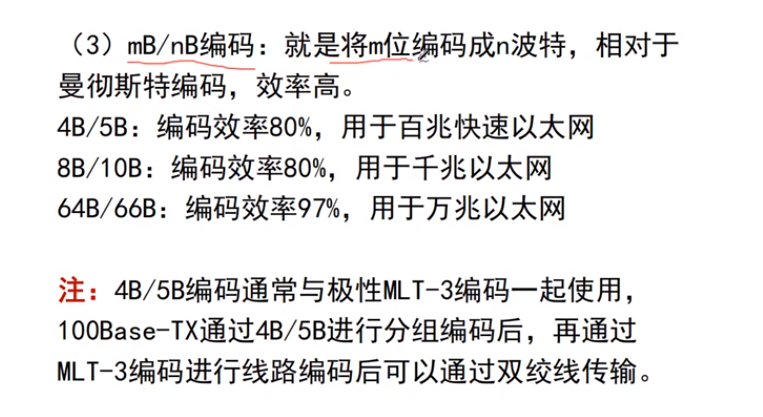 （3）mB/nB编码：就是将m位编码成n波特，相对于
曼彻斯特编码，效率高。
4B/5B：编码效率80%，用于百兆快速以太网
8B/10B：编码效率80%，用于千兆以太网
64B/66B：编码效率97%，用于万兆以太网
注：4B/5B编码通常与极性MLT-3编码一起使用，
100Base-TX通过4B/5B进行分组编码后，再通过
MLT-3编码进行线路编码后可以通过双绞线传输。